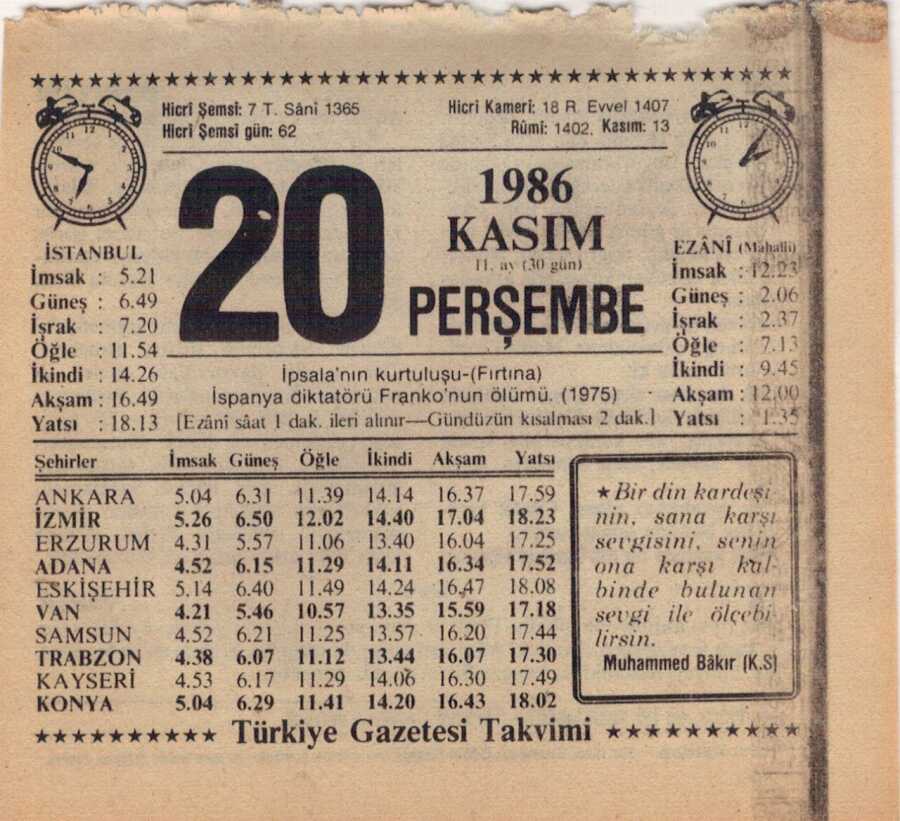 Hicrî Şemsî: 7 T. Sâni 1365
Hicrî Şemsî gün: 62
Hicrî Kamerî: 18 R. Evvel 1407
Rûmî: 1402, Kasım: 13
20
1986
KASIM
11. ay (30 gün)
PERŞEMBE
İSTANBUL
İmsak : 5.21
Güneş : 6.49
İşrak : 7.20
Öğle : 11.54
İkindi : 14.26
Akşam : 16.49
Yatsı : 18.13
EZÂNÎ (Mahallî)
İmsak : 12.23
Güneş : 2.06
İşrak : 2.37
Öğle : 7.13
İkindi : 9.45
Akşam : 12.00
Yatsı : 1.35
İpsala'nın kurtuluşu-(Fırtına)
İspanya diktatörü Franko'nun ölümü. (1975)
[Ezânî sâat 1 dak. ileri alınır—Gündüzün kısalması 2 dak.]
Şehirler İmsak Güneş Öğle İkindi Akşam Yatsı
ANKARA 5.04 6.31 11.39 14.14 16.37 17.59
İZMİR 5.26 6.50 12.02 14.40 17.04 18.23
ERZURUM 4.31 5.57 11.06 13.40 16.04 17.25
ADANA 4.52 6.15 11.29 14.11 16.34 17.52
ESKİŞEHİR 5.14 6.40 11.49 14.24 16.47 18.08
VAN 4.21 5.46 10.57 13.35 15.59 17.18
SAMSUN 4.52 6.21 11.25 13.57 16.20 17.44
TRABZON 4.38 6.07 11.12 13.44 16.07 17.30
KAYSERİ 4.53 6.17 11.29 14.06 16.30 17.49
KONYA 5.04 6.29 11.41 14.20 16.43 18.02
★ Bir din kardeşi-
nin, sana karşı
sevgisini, senin
ona karşı kal-
binde bulunan
sevgi ile ölçebi-
lirsin.
Muhammed Bâkır (K.S)
Türkiye Gazetesi Takvimi